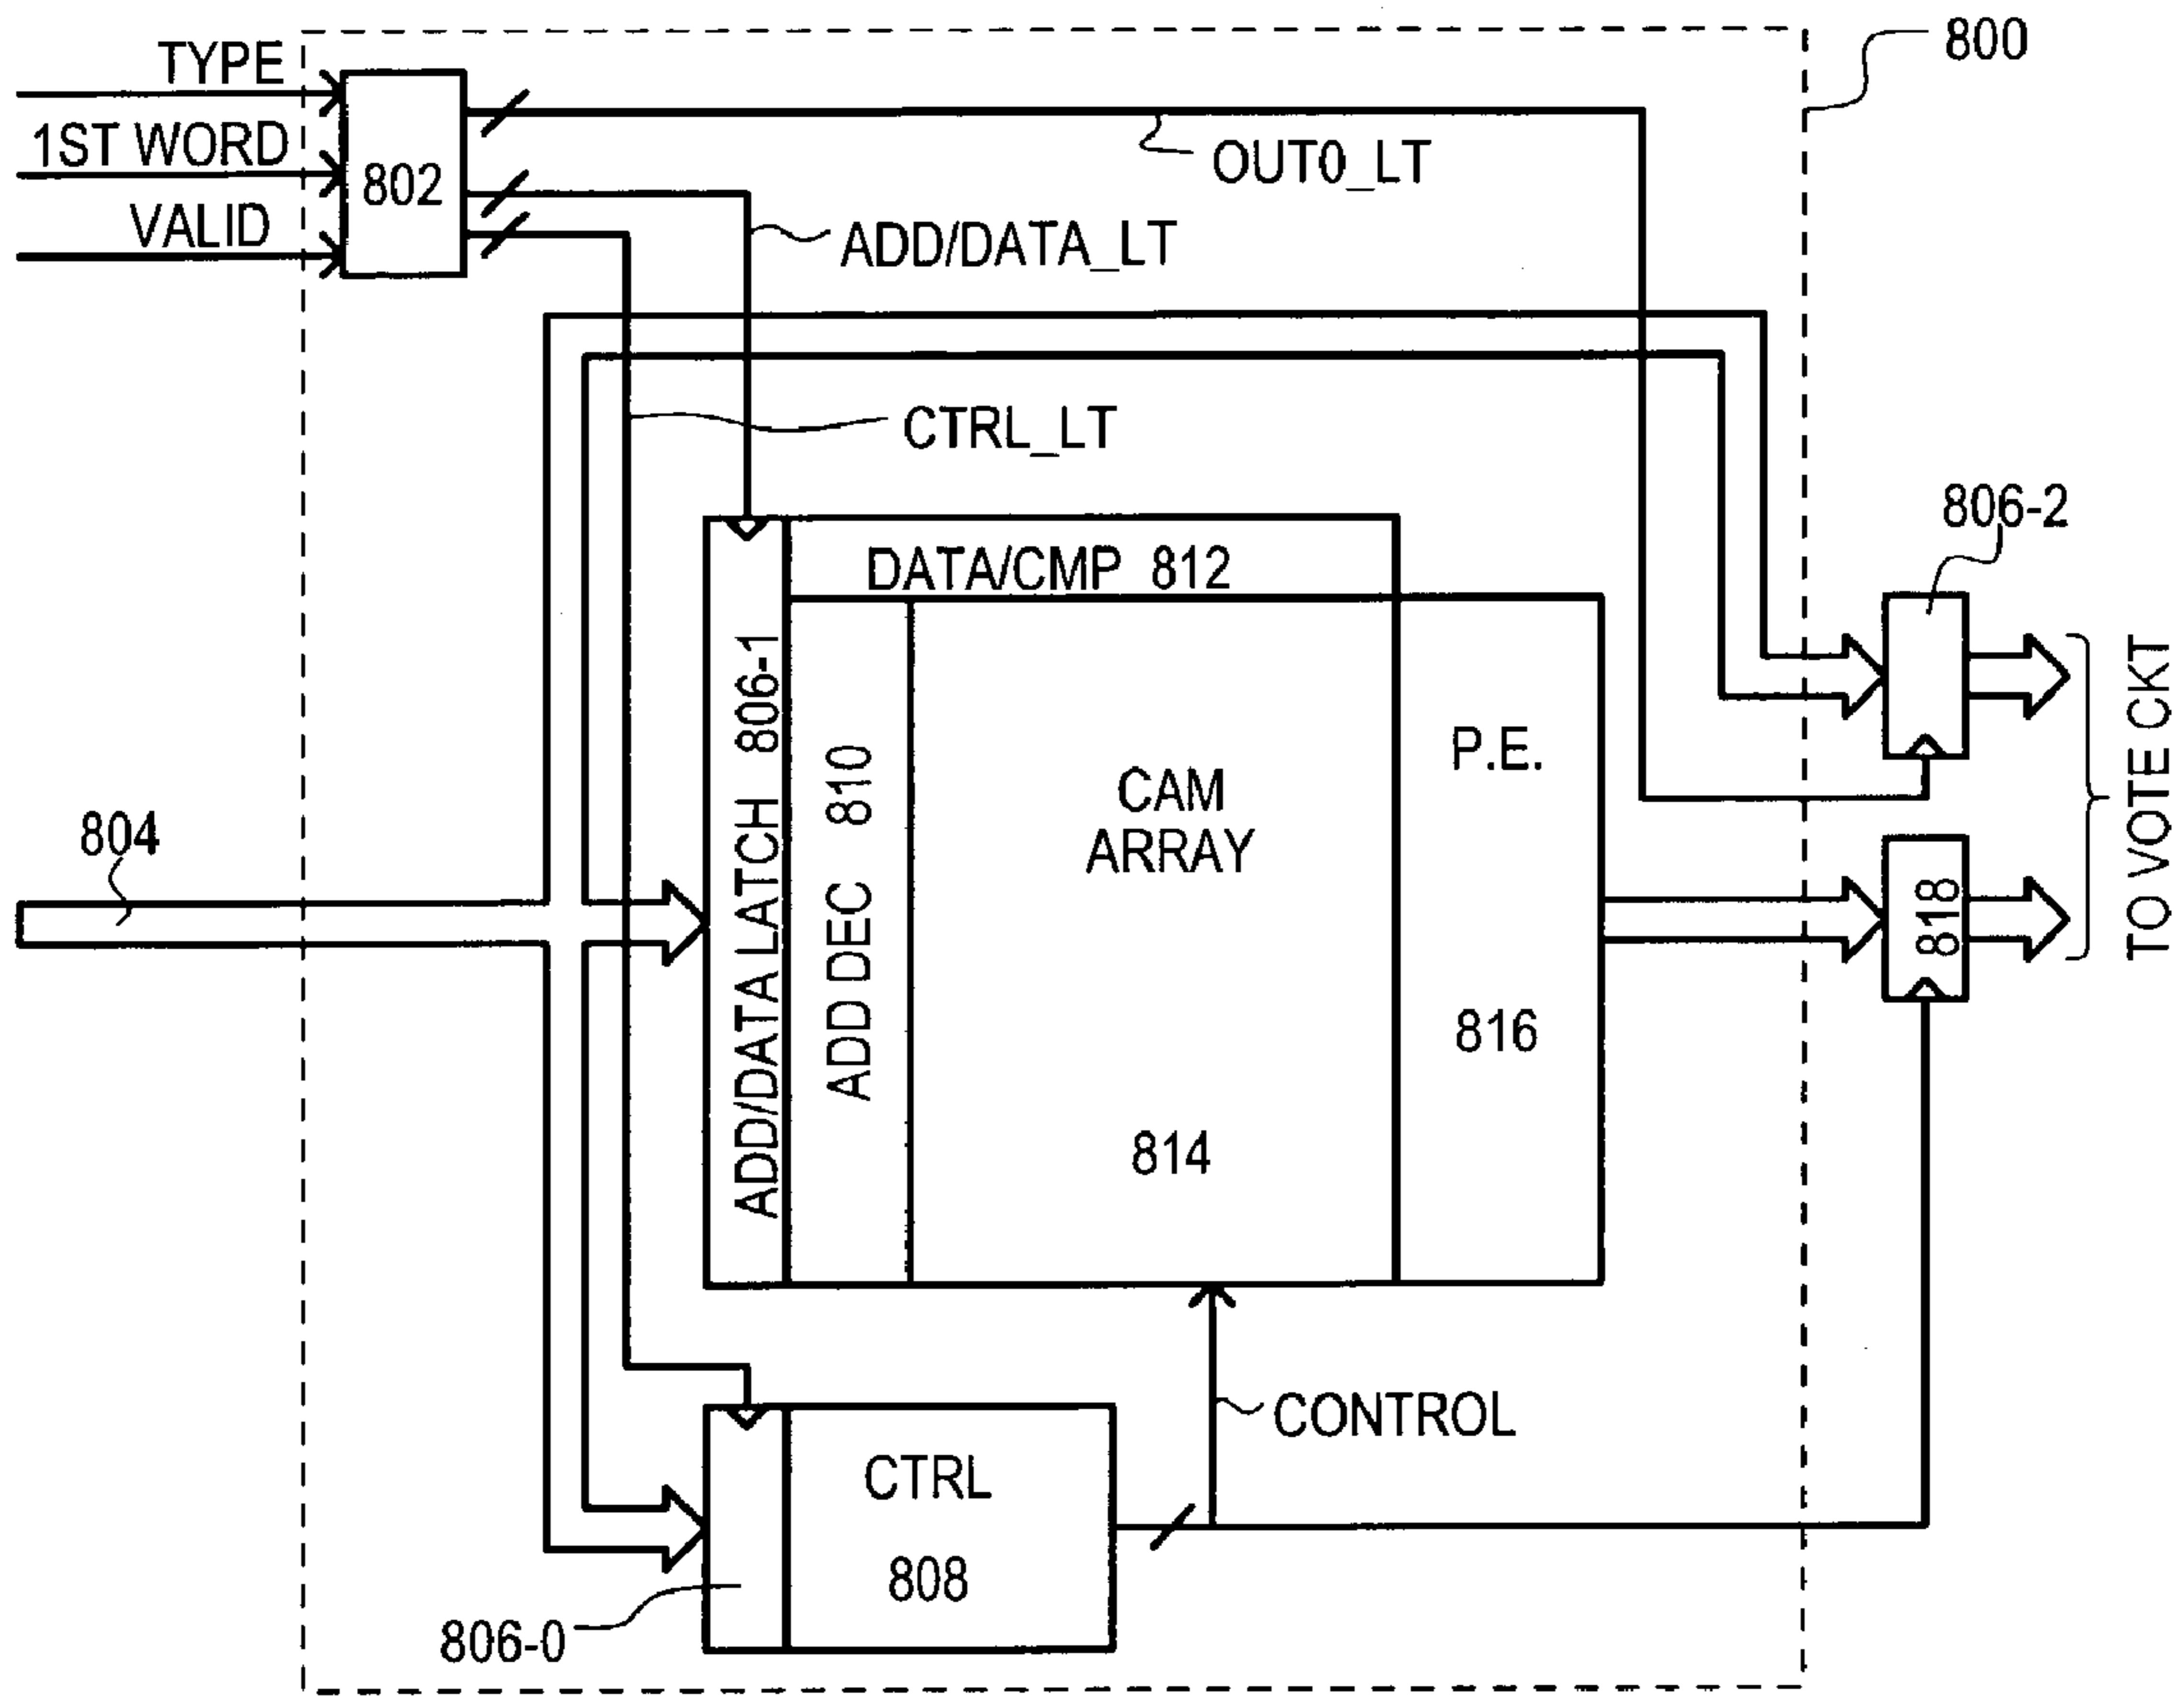 TYPE
1ST WORD
VALID
802
800
OUT0_LT
ADD/DATA_LT
CTRL_LT
806-2
DATA/CMP 812
ADD/DATA LATCH 806-1
ADD DEC 810
CAM
ARRAY
814
P.E.
816
804
818
TO VOTE CKT
CONTROL
CTRL
808
806-0